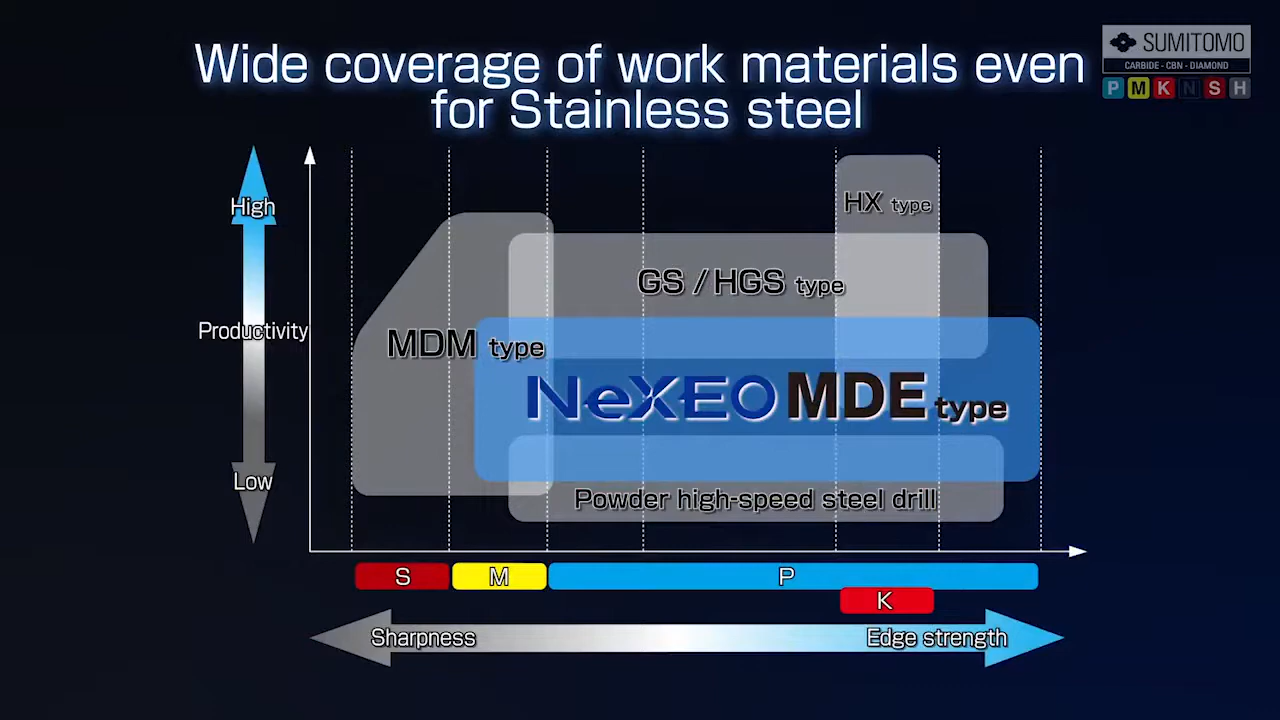 Wide coverage of work materials even
for Stainless steel
SUMITOMO
CARBIDE - CBN - DIAMOND
P M K N S H
High
Productivity
Low
HX type
GS / HGS type
MDM type
NeXEO MDE type
Powder high-speed steel drill
S M P
K
Sharpness Edge strength